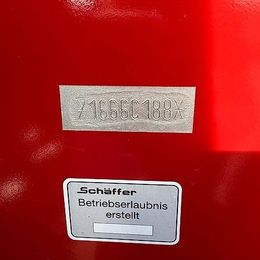 Z1666C188X
Schäffer
Betriebserlaubnis
erstellt